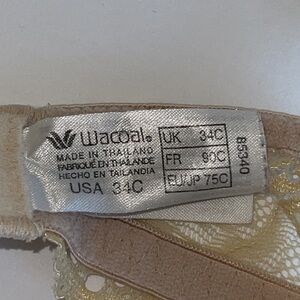 Wacoal®
MADE IN THAILAND
FABRIQUÉ EN THAÏLANDE
HECHO EN TAILANDIA
USA 34C
UK 34C
FR 90C
EU/JP 75C
85340